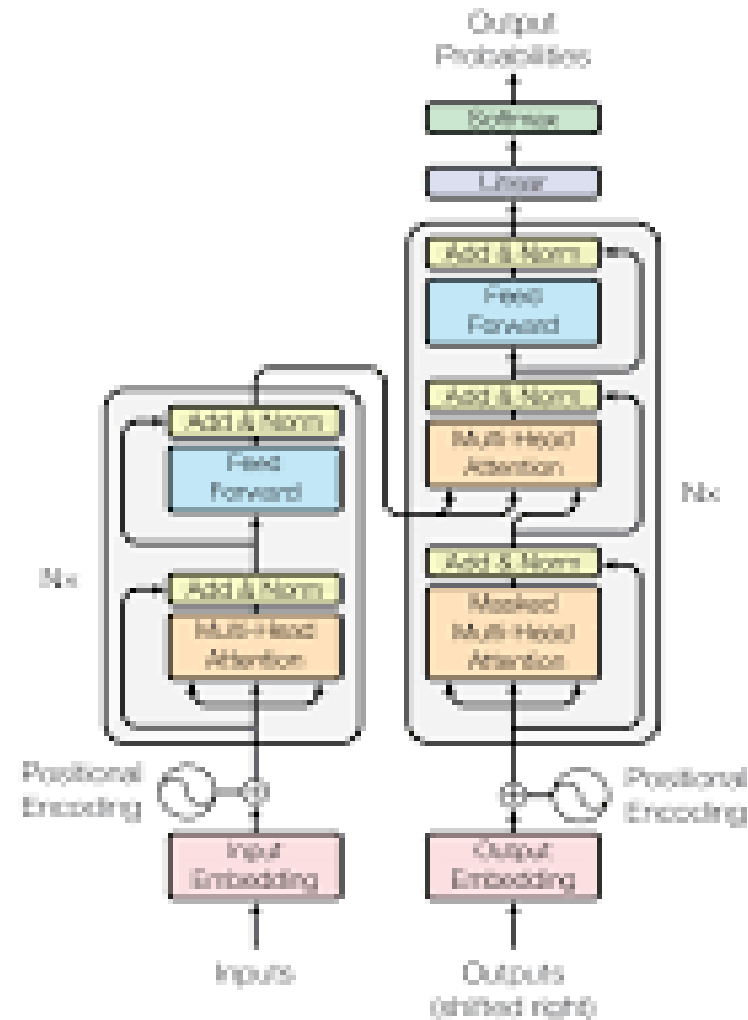 Output
Probabilities
Softmax
Linear
Add & Norm
Feed
Forward
Add & Norm
Multi-Head
Attention
Nx
Add & Norm
Masked
Multi-Head
Attention
Add & Norm
Feed
Forward
Nx
Add & Norm
Multi-Head
Attention
Positional
Encoding
Positional
Encoding
Input
Embedding
Output
Embedding
Inputs
Outputs
(shifted right)